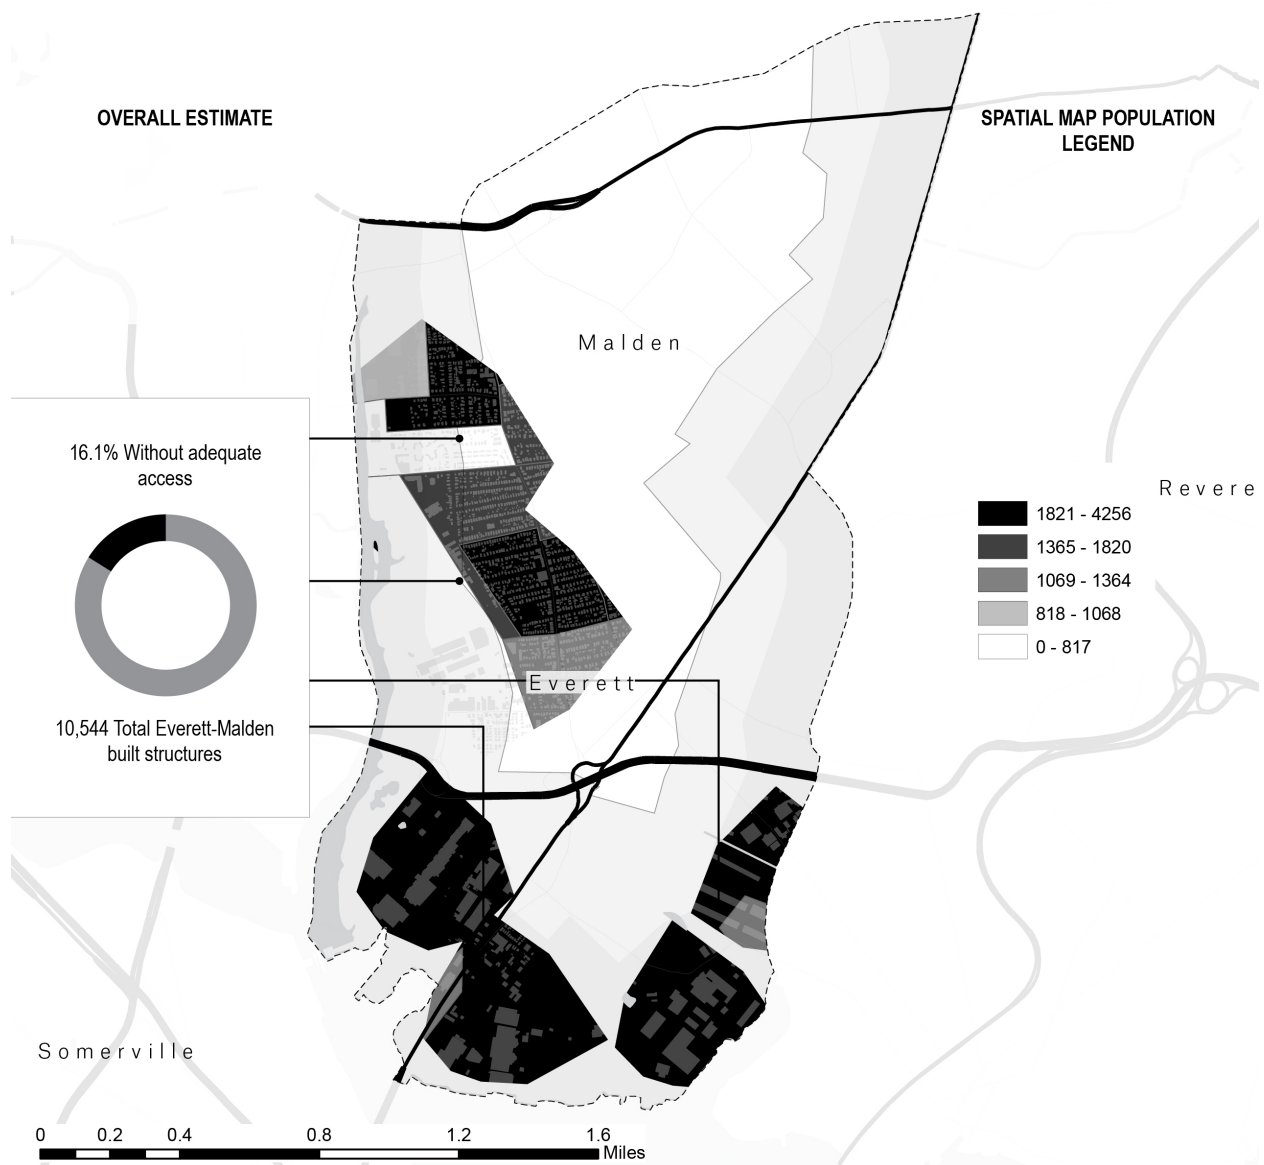 OVERALL ESTIMATE
SPATIAL MAP POPULATION
LEGEND
Malden
16.1% Without adequate
access
10,544 Total Everett-Malden
built structures
Revere
1821 - 4256
1365 - 1820
1069 - 1364
818 - 1068
0 - 817
Everett
Somerville
0 0.2 0.4 0.8 1.2 1.6
Miles